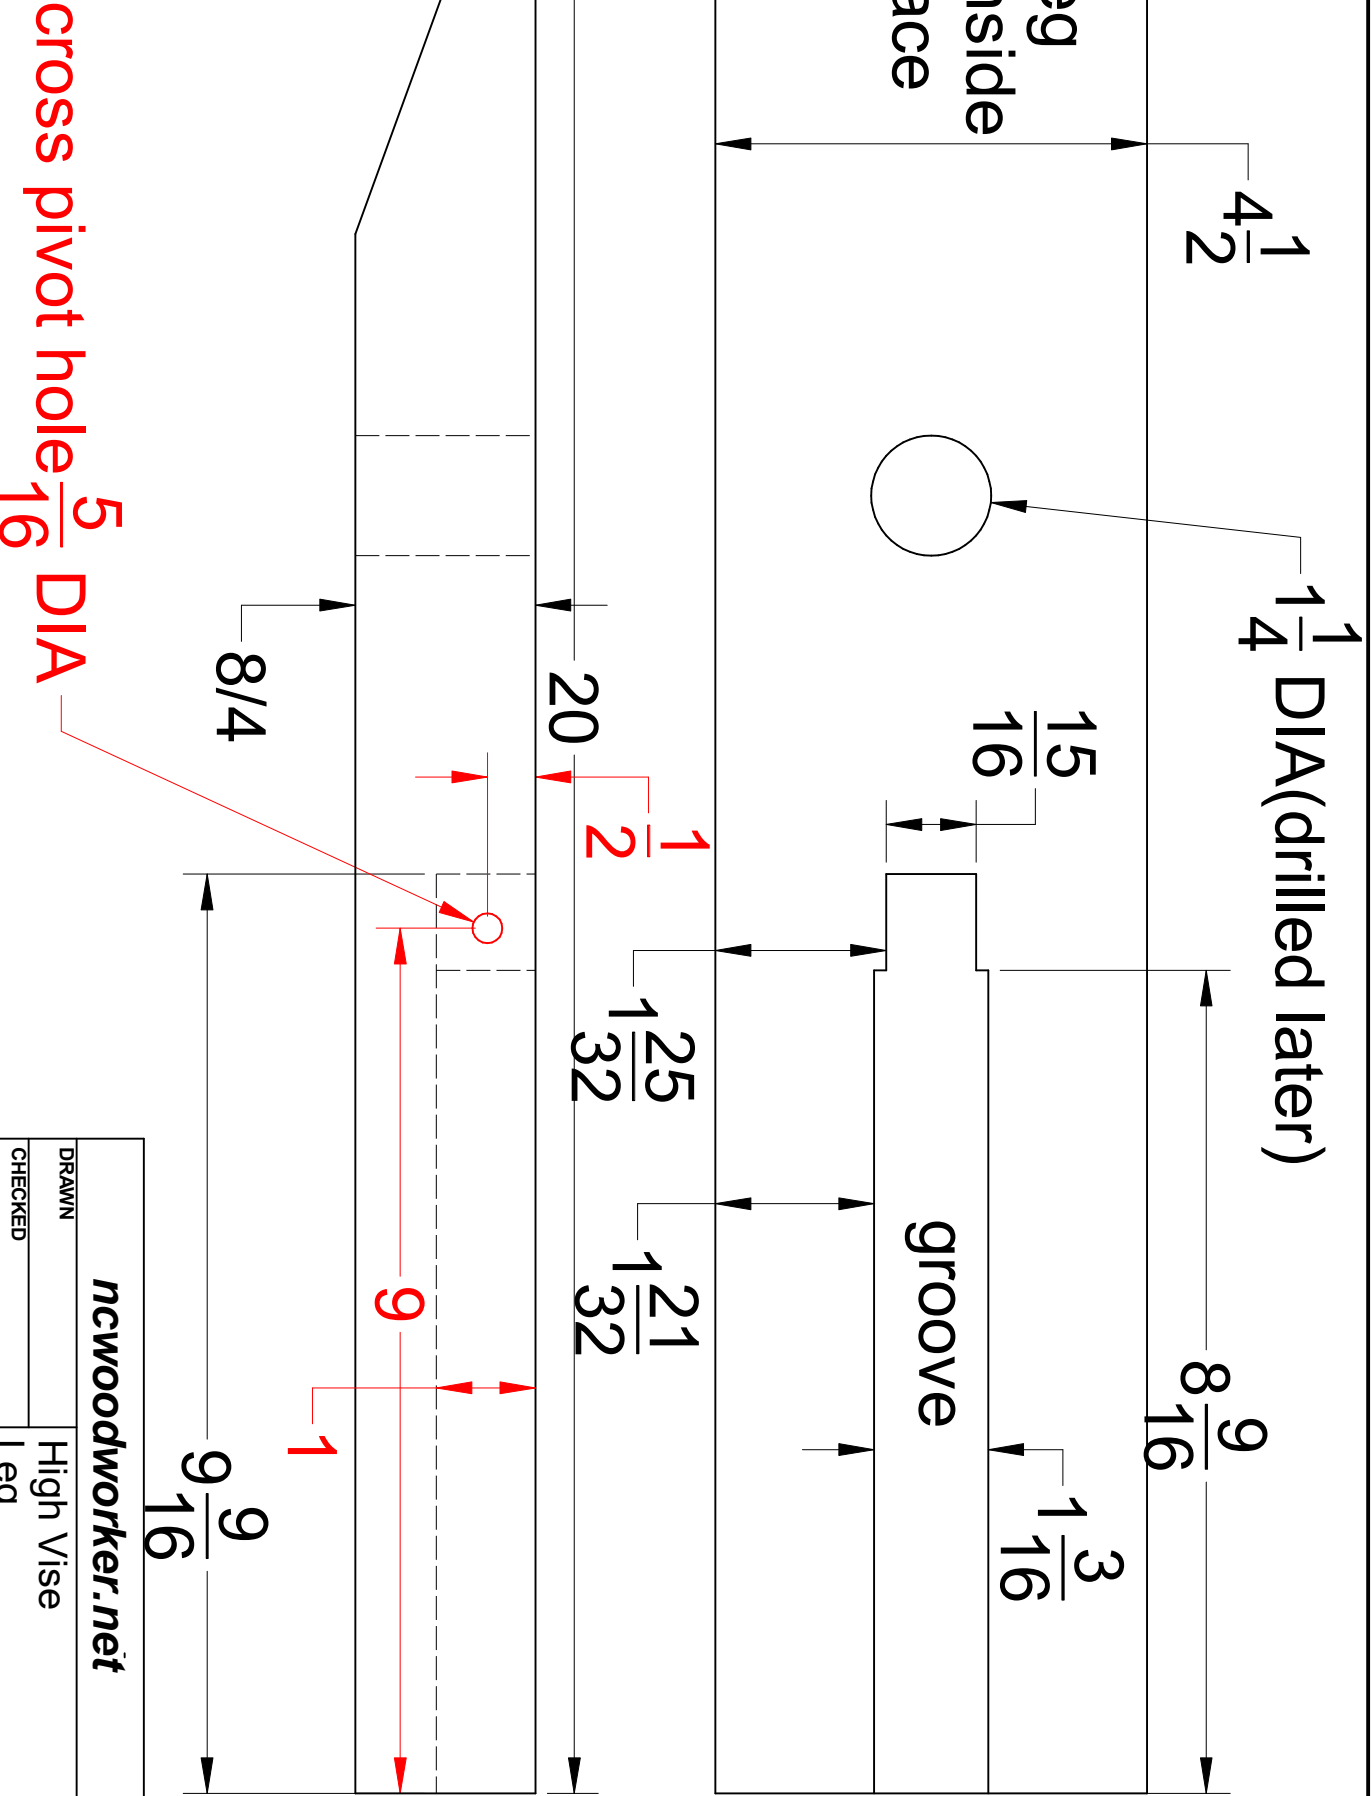 1 1/4 DIA(drilled later)
4 1/2
8 9/16
eg
nside
ace
15/16
1 3/16
groove
1 25/32
1 21/32
20
1/2
8/4
9
1
9 9/16
cross pivot hole 5/16 DIA
ncwoodworker.net
DRAWN
CHECKED
High Vise
Leg